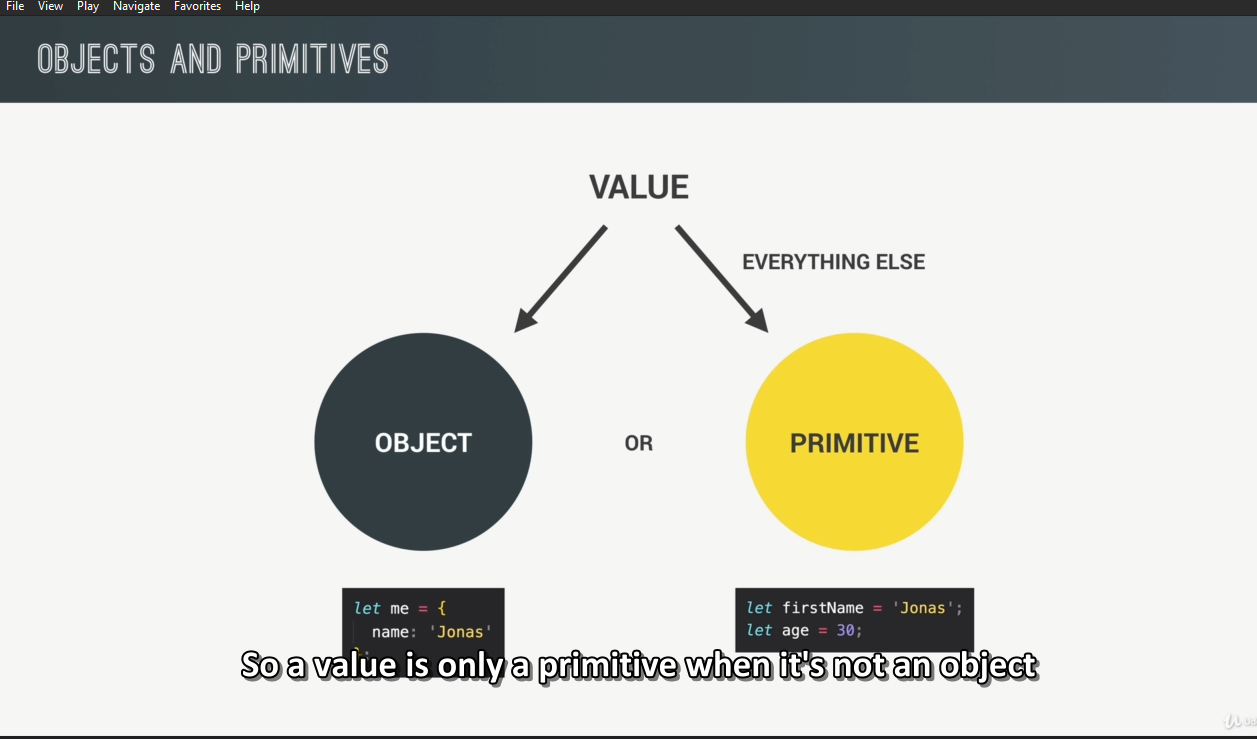 File View Play Navigate Favorites Help
OBJECTS AND PRIMITIVES
VALUE
EVERYTHING ELSE
OBJECT
OR
PRIMITIVE
let me = {
name: 'Jonas'
};
let firstName = 'Jonas';
let age = 30;
So a value is only a primitive when it's not an object